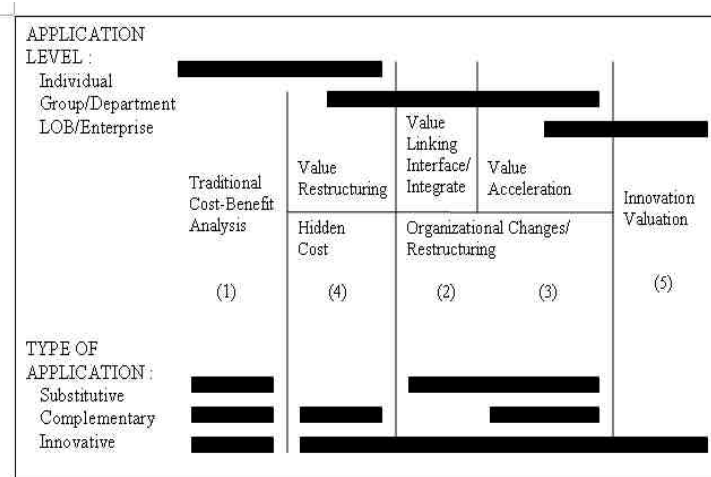 APPLICATION
LEVEL :
Individual
Group/Department
LOB/Enterprise
Traditional
Cost-Benefit
Analysis
(1)
Value
Restructuring
Hidden
Cost
(4)
Value
Linking
Interface/
Integrate
Value
Acceleration
Organizational Changes/
Restructuring
(2)
(3)
Innovation
Valuation
(5)
TYPE OF
APPLICATION :
Substitutive
Complementary
Innovative